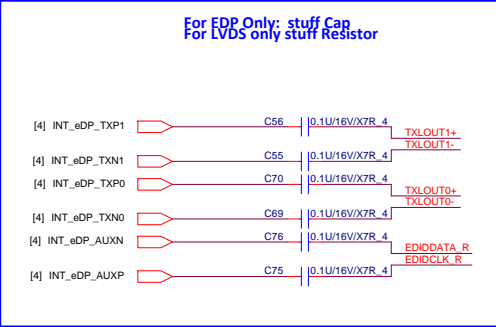 For EDP Only: stuff Cap
For LVDS only stuff Resistor
[4] INT_eDP_TXP1 C56 0.1U/16V/X7R_4
TXLOUT1+
TXLOUT1-
[4] INT_eDP_TXN1 C55 0.1U/16V/X7R_4
[4] INT_eDP_TXP0 C70 0.1U/16V/X7R_4
TXLOUT0+
TXLOUT0-
[4] INT_eDP_TXN0 C69 0.1U/16V/X7R_4
[4] INT_eDP_AUXN C76 0.1U/16V/X7R_4
EDIDDATA_R
EDIDCLK_R
[4] INT_eDP_AUXP C75 0.1U/16V/X7R_4